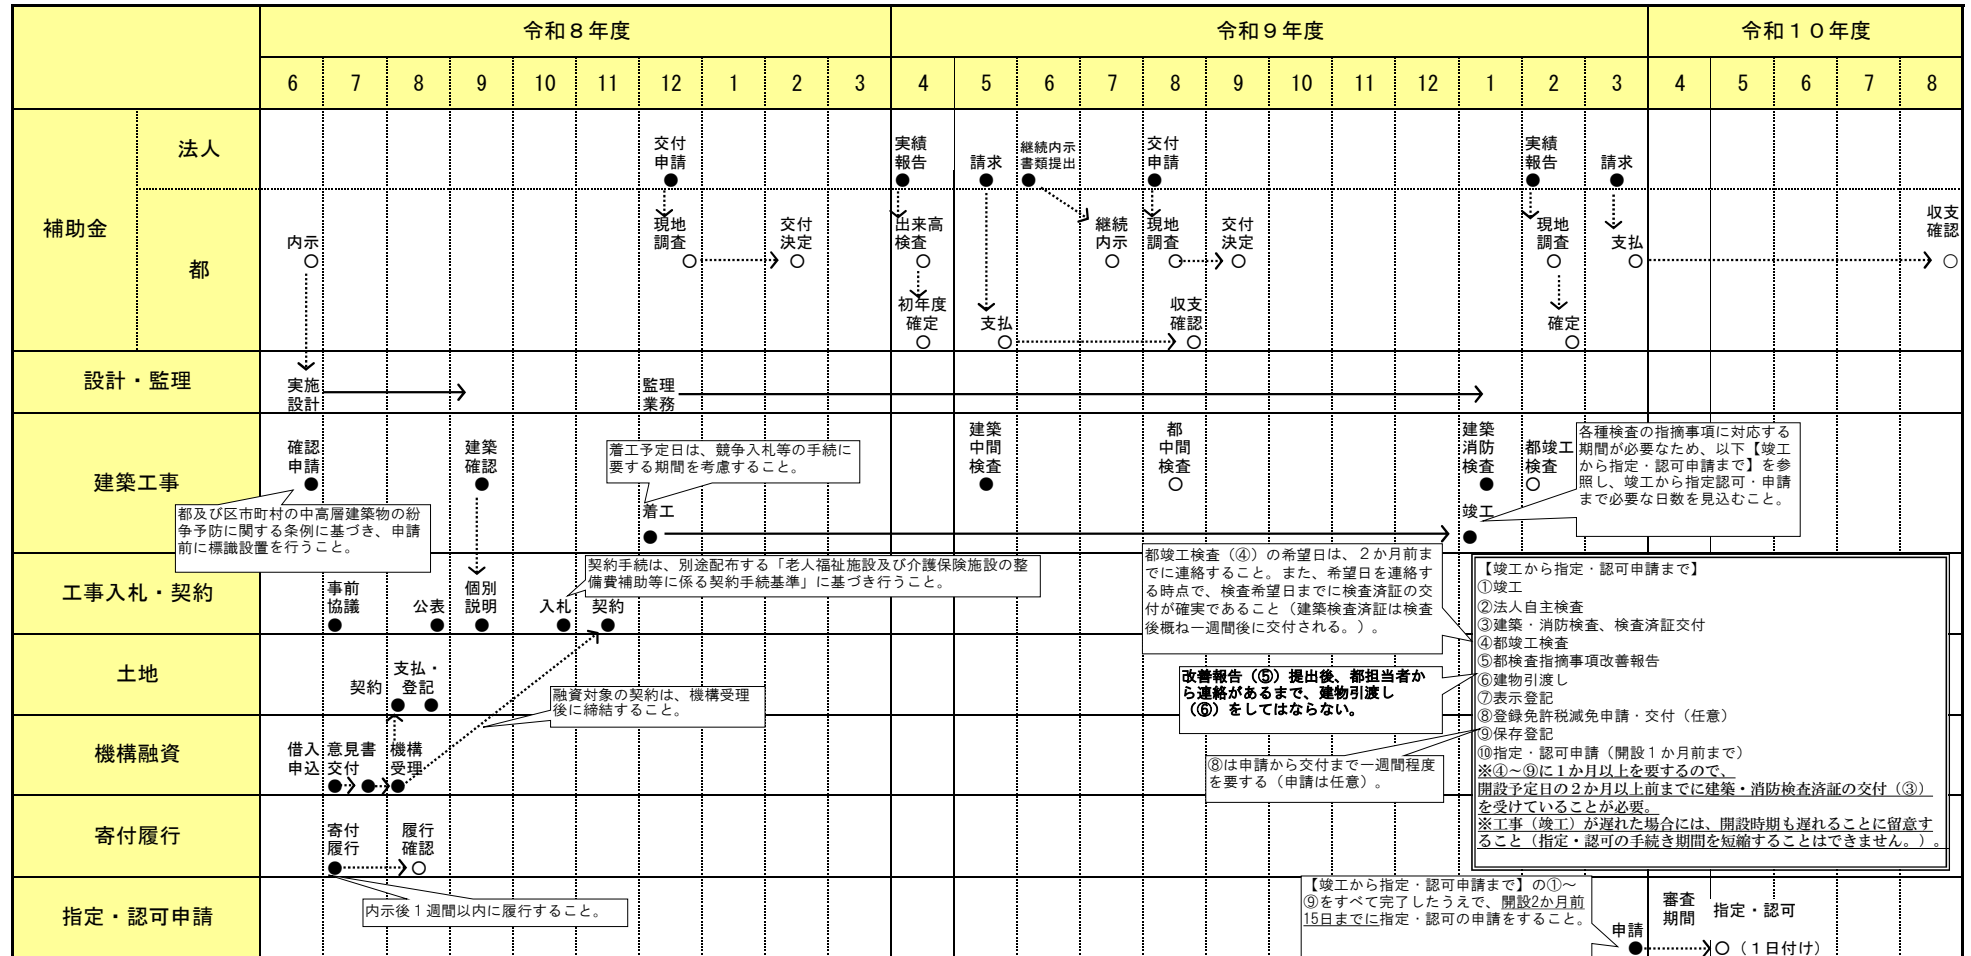 令和８年度
令和９年度
令和１０年度
6 7 8 9 10 11 12 1 2 3 4 5 6 7 8 9 10 11 12 1 2 3 4 5 6 7 8
補助金
法人
交付
申請
実績
報告
請求
継続内示
書類提出
交付
申請
実績
報告
請求
都
内示
現地
調査
交付
決定
出来高
検査
初年度
確定
支払
継続
内示
現地
調査
収支
確認
交付
決定
現地
調査
確定
支払
収支
確認
設計・監理
実施
設計
監理
業務
建築工事
確認
申請
都及び区市町村の中高層建築物の紛
争予防に関する条例に基づき、申請
前に標識設置を行うこと。
建築
確認
着工予定日は、競争入札等の手続に
要する期間を考慮すること。
着工
建築
中間
検査
都
中間
検査
建築
消防
検査
竣工
都竣工
検査
各種検査の指摘事項に対応する
期間が必要なため、以下【竣工
から指定・認可申請まで】を参
照し、竣工から指定認可・申請
まで必要な日数を見込むこと。
工事入札・契約
事前
協議
公表
個別
説明
入札
契約
契約手続は、別途配布する「老人福祉施設及び介護保険施設の整
備費補助等に係る契約手続基準」に基づき行うこと。
都竣工検査（④）の希望日は、２か月前ま
でに連絡すること。また、希望日を連絡す
る時点で、検査希望日までに検査済証の交
付が確実であること（建築検査済証は検査
後概ね一週間後に交付される。）。
土地
契約
支払・
登記
融資対象の契約は、機構受理
後に締結すること。
改善報告（⑤）提出後、都担当者か
ら連絡があるまで、建物引渡し
（⑥）をしてはならない。
機構融資
借入
申込
意見書
交付
機構
受理
⑧は申請から交付まで一週間程度
を要する（申請は任意）。
【竣工から指定・認可申請まで】
①竣工
②法人自主検査
③建築・消防検査、検査済証交付
④都竣工検査
⑤都検査指摘事項改善報告
⑥建物引渡し
⑦表示登記
⑧登録免許税減免申請・交付（任意）
⑨保存登記
⑩指定・認可申請（開設１か月前まで）
※④～⑨に１か月以上を要するので、
開設予定日の２か月以上前までに建築・消防検査済証の交付（③）
を受けていることが必要。
※工事（竣工）が遅れた場合には、開設時期も遅れることに留意す
ること（指定・認可の手続き期間を短縮することはできません。）。
寄付履行
寄付
履行
履行
確認
内示後１週間以内に履行すること。
指定・認可申請
【竣工から指定・認可申請まで】の①～
⑨をすべて完了したうえで、開設2か月前
15日までに指定・認可の申請をすること。
申請
審査
期間
指定・認可
（１日付け）